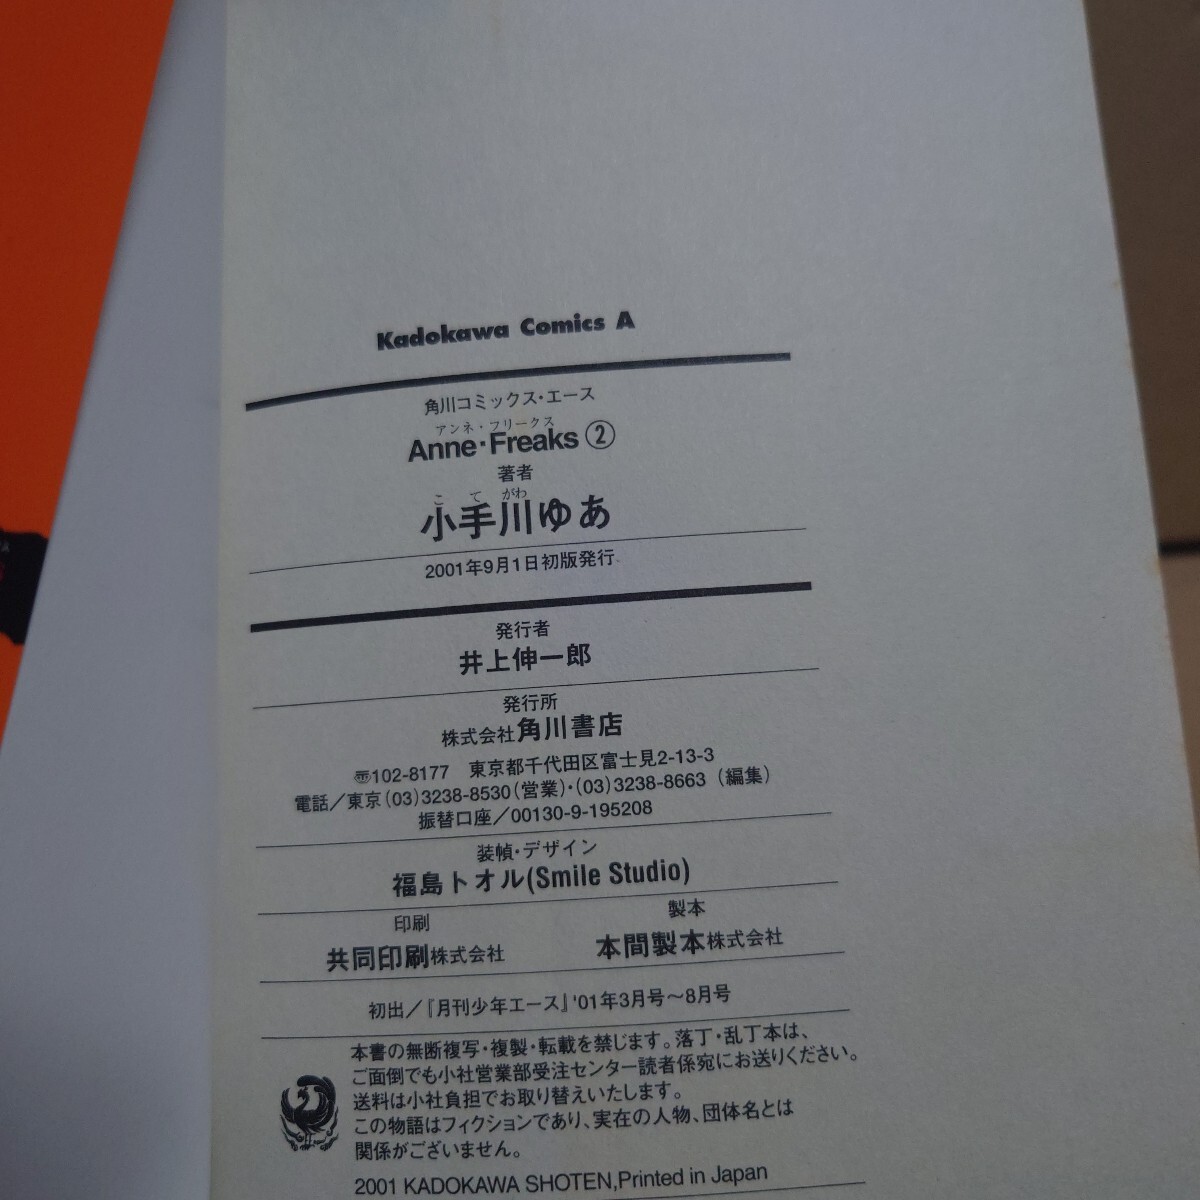 Kadokawa Comics A
角川コミックス・エース
アンネ・フリークス
Anne・Freaks②
著者
こてがわ
小手川ゆあ
2001年9月1日初版発行
発行者
井上伸一郎
発行所
株式会社角川書店
〠102-8177 東京都千代田区富士見2-13-3
電話／東京(03)3238-8530(営業)・(03)3238-8663（編集）
振替口座／00130-9-195208
装幀・デザイン
福島トオル(Smile Studio)
印刷 製本
共同印刷株式会社 本間製本株式会社
初出／『月刊少年エース』'01年3月号〜8月号
本書の無断複写・複製・転載を禁じます。落丁・乱丁本は、
ご面倒でも小社営業部受注センター読者係宛にお送りください。
送料は小社負担でお取り替えいたします。
この物語はフィクションであり、実在の人物、団体名とは
関係がございません。
2001 KADOKAWA SHOTEN,Printed in Japan